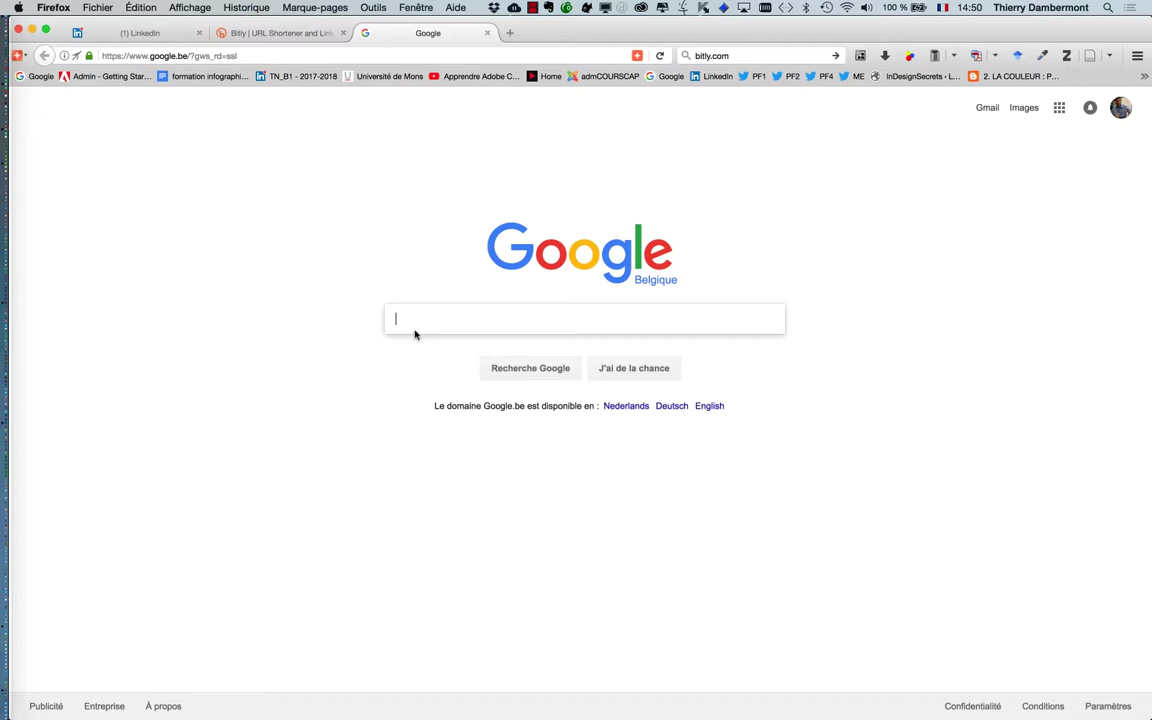 Firefox Fichier Édition Affichage Historique Marque-pages Outils Fenêtre Aide 100 % 14:50 Thierry Dambermont
(1) LinkedIn Bitly | URL Shortener and Lin Google
https://www.google.be/?gws_rd=ssl bitly.com
Google Admin - Getting Star... formation infographi... TN_B1 - 2017-2018 Université de Mons Apprendre Adobe C... Home admCOURSCAP Google LinkedIn PF1 PF2 PF4 ME InDesignSecrets ‹ L... 2. LA COULEUR : P...
Gmail Images
Google
Belgique
Recherche Google J'ai de la chance
Le domaine Google.be est disponible en : Nederlands Deutsch English
Publicité Entreprise À propos Confidentialité Conditions Paramètres